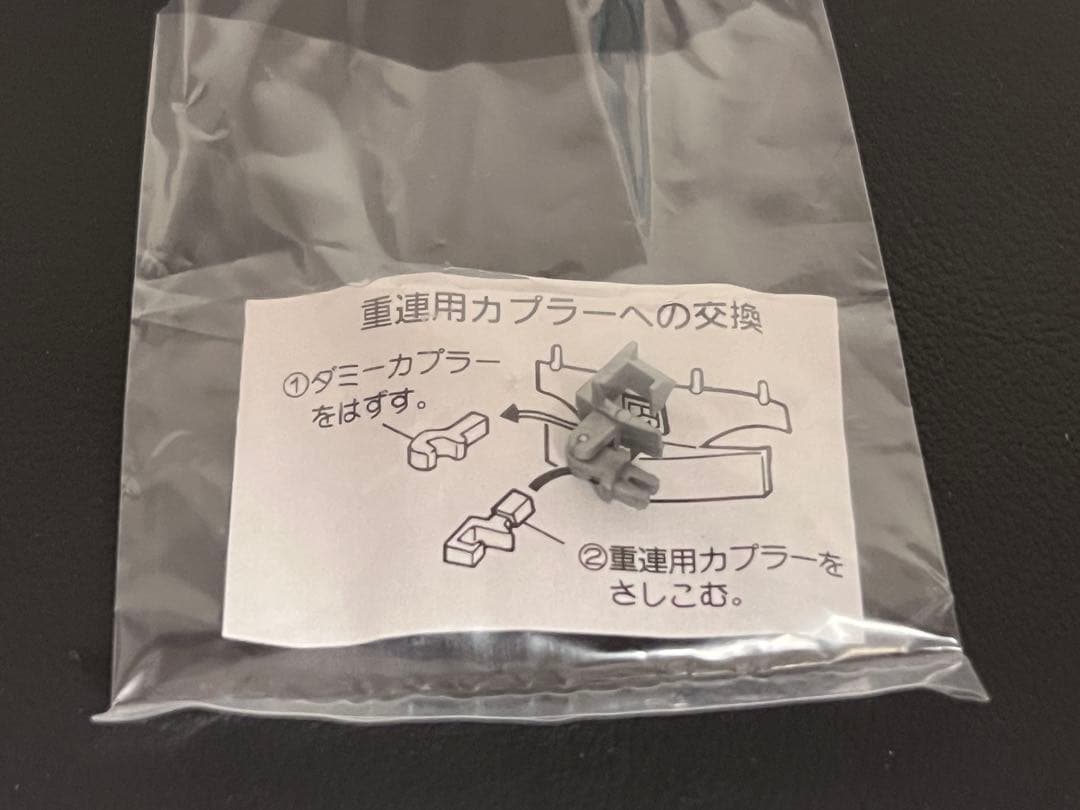 重連用カプラーへの交換
①ダミーカプラー
をはずす。
②重連用カプラーを
さしこむ。